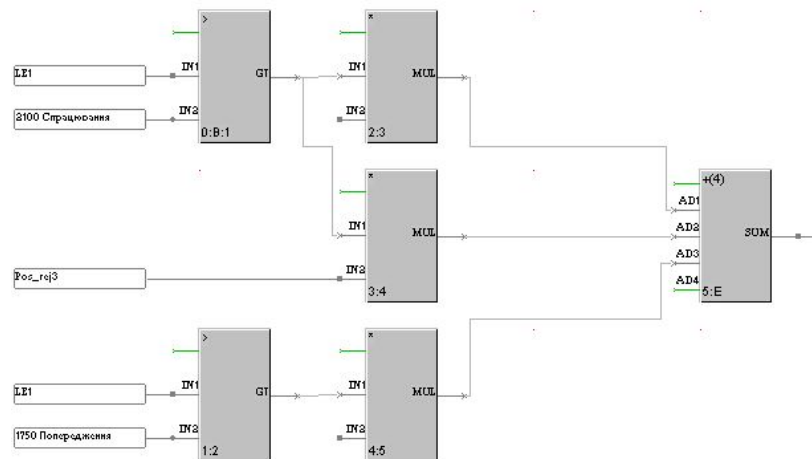 >
*
LE1
IN1
GT
IN1
MUL
2100 Спрацювання
IN2
0:B:1
IN2
2:3
*
+(4)
IN1
MUL
AD1
AD2
SUM
Pos_rej3
IN2
AD3
3:4
AD4
5:E
>
*
LE1
IN1
GT
IN1
MUL
1750 Попередження
IN2
1:2
IN2
4:5